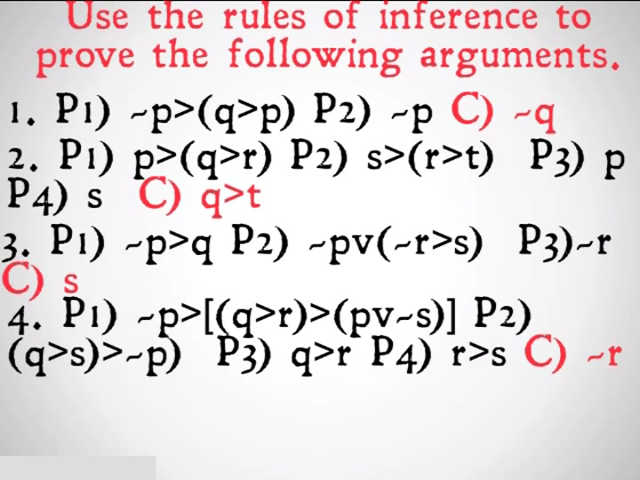 Use the rules of inference to
prove the following arguments.
1. P1) ~p>(q>p) P2) ~p C) ~q
2. P1) p>(q>r) P2) s>(r>t) P3) p
P4) s C) q>t
3. P1) ~p>q P2) ~pv(~r>s) P3)~r
C) s
4. P1) ~p>[(q>r)>(pv~s)] P2)
(q>s)>~p) P3) q>r P4) r>s C) ~r